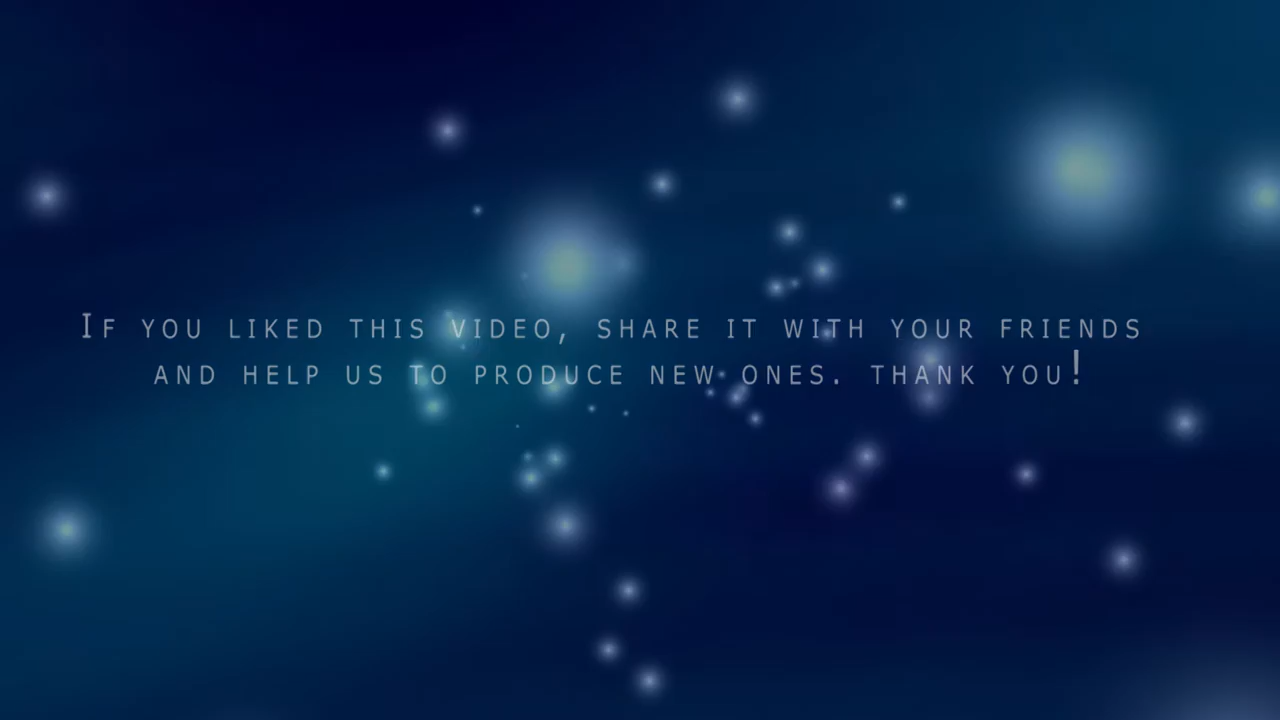 If you liked this video, share it with your friends
and help us to produce new ones. thank you!